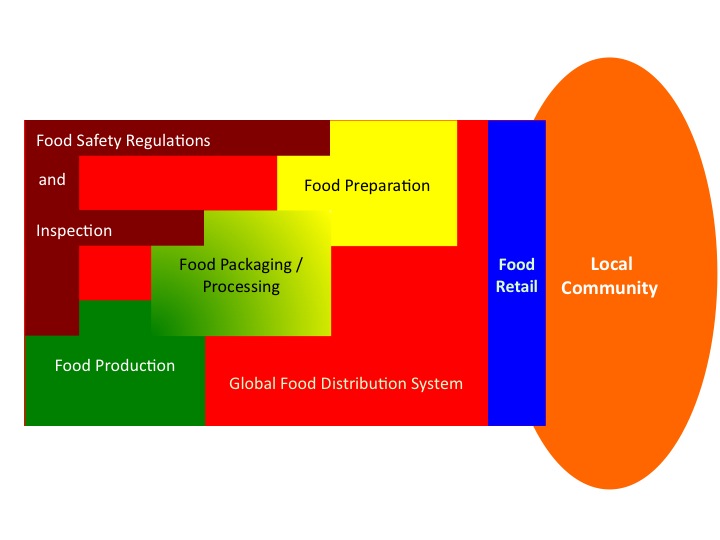 Food Safety Regulations
and
Food Preparation
Inspection
Food Packaging /
Processing
Food
Retail
Local
Community
Food Production
Global Food Distribution System